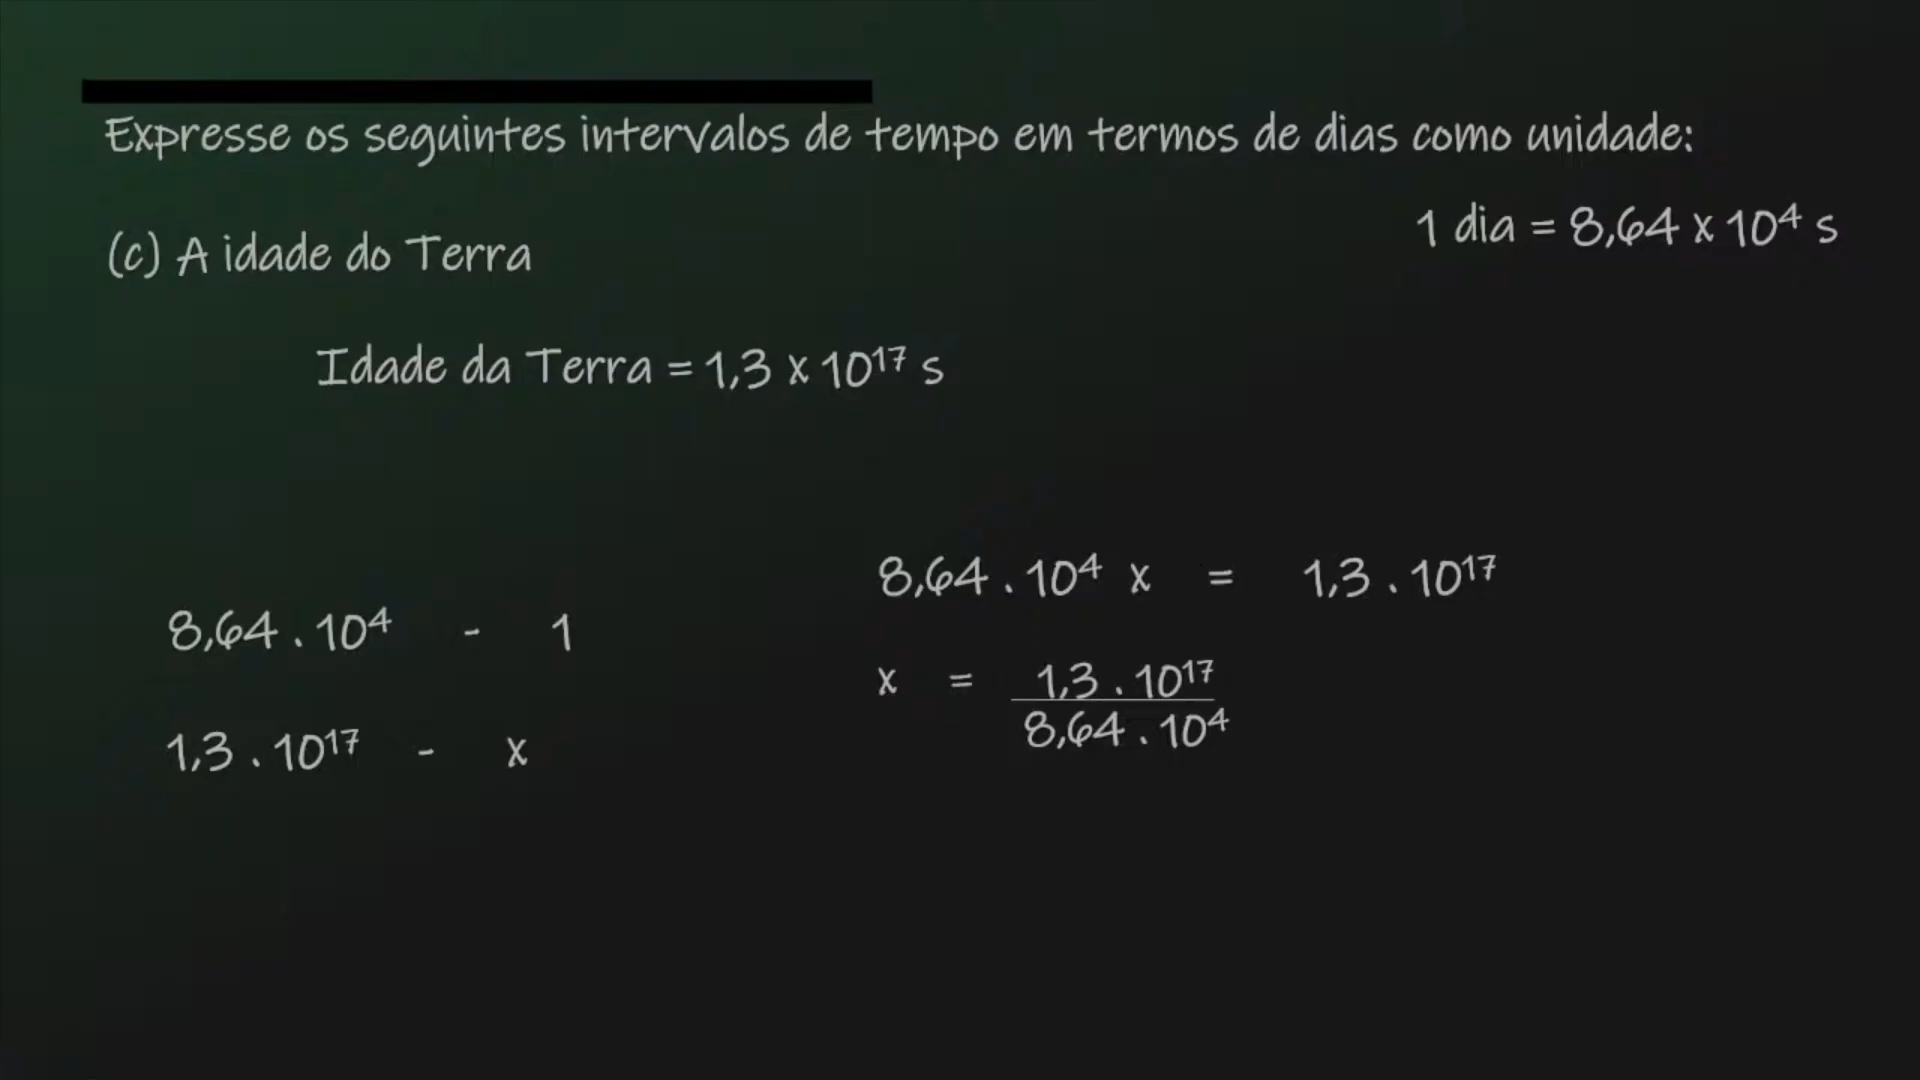 Expresse os seguintes intervalos de tempo em termos de dias como unidade:
1 dia = 8,64 x 10⁴ s
(c) A idade do Terra
Idade da Terra = 1,3 x 10¹⁷ s
8,64 . 10⁴ - 1
1,3 . 10¹⁷ - x
8,64 . 10⁴ x = 1,3 . 10¹⁷
x = 1,3 . 10¹⁷
8,64 . 10⁴